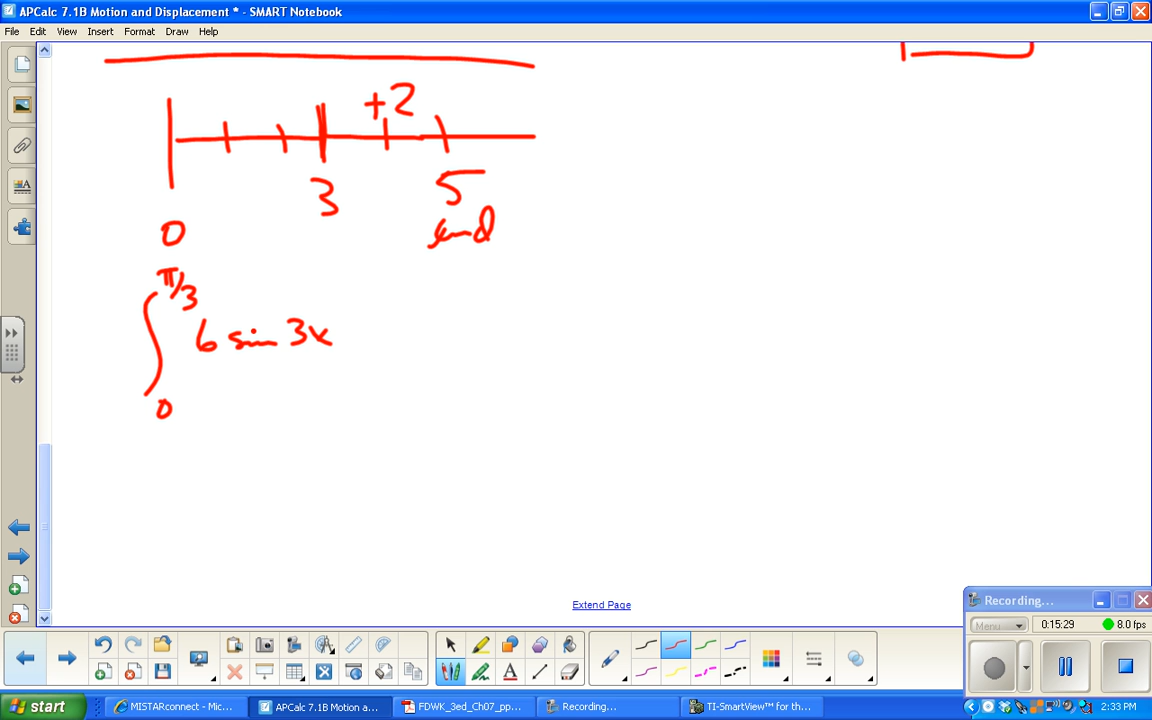 APCalc 7.1B Motion and Displacement * - SMART Notebook
File Edit View Insert Format Draw Help
+2
3 5
0 end
π/3
∫ 6 sin 3x
0
Extend Page
Recording...
Menu 0:15:29 8.0 fps
start MISTARconnect - Mic... APCalc 7.1B Motion a... FDWK_3ed_Ch07_pp... Recording... TI-SmartView™ for th... 2:33 PM